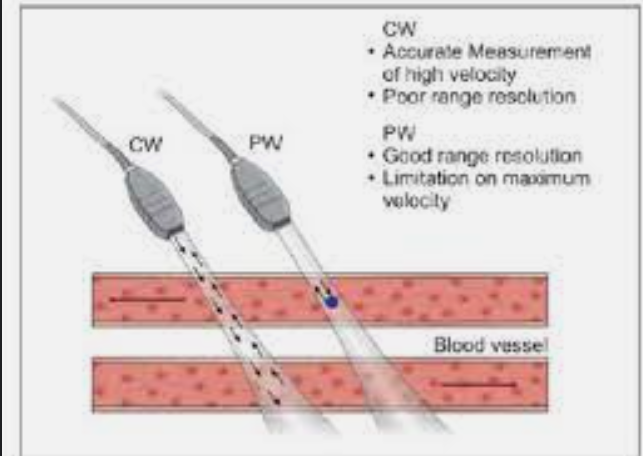 CW
• Accurate Measurement
of high velocity
• Poor range resolution
PW
• Good range resolution
• Limitation on maximum
velocity
CW
PW
Blood vessel